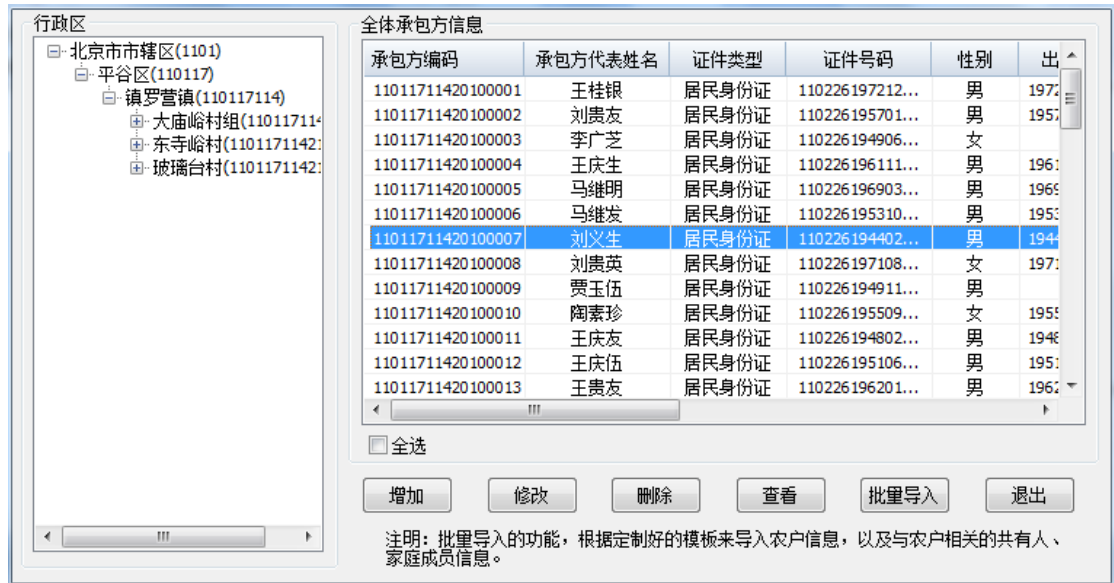 行政区
北京市市辖区(1101)
平谷区(110117)
镇罗营镇(110117114)
大庙峪村组(11011711
东寺峪村(1101171142
玻璃台村(1101171142
全体承包方信息
承包方编码 承包方代表姓名 证件类型 证件号码 性别 出
11011711420100001 王桂银 居民身份证 110226197212... 男 197
11011711420100002 刘贵友 居民身份证 110226195701... 男 195
11011711420100003 李广芝 居民身份证 110226194906... 女
11011711420100004 王庆生 居民身份证 110226196111... 男 196
11011711420100005 马继明 居民身份证 110226196903... 男 196
11011711420100006 马继发 居民身份证 110226195310... 男 195
11011711420100007 刘义生 居民身份证 110226194402... 男 194
11011711420100008 刘贵英 居民身份证 110226197108... 女 197
11011711420100009 贾玉伍 居民身份证 110226194911... 男
11011711420100010 陶素珍 居民身份证 110226195509... 女 195
11011711420100011 王庆友 居民身份证 110226194802... 男 194
11011711420100012 王庆伍 居民身份证 110226195106... 男 195
11011711420100013 王贵友 居民身份证 110226196201... 男 196
全选
增加 修改 删除 查看 批量导入 退出
注明：批量导入的功能，根据定制好的模板来导入农户信息，以及与农户相关的共有人、
家庭成员信息。